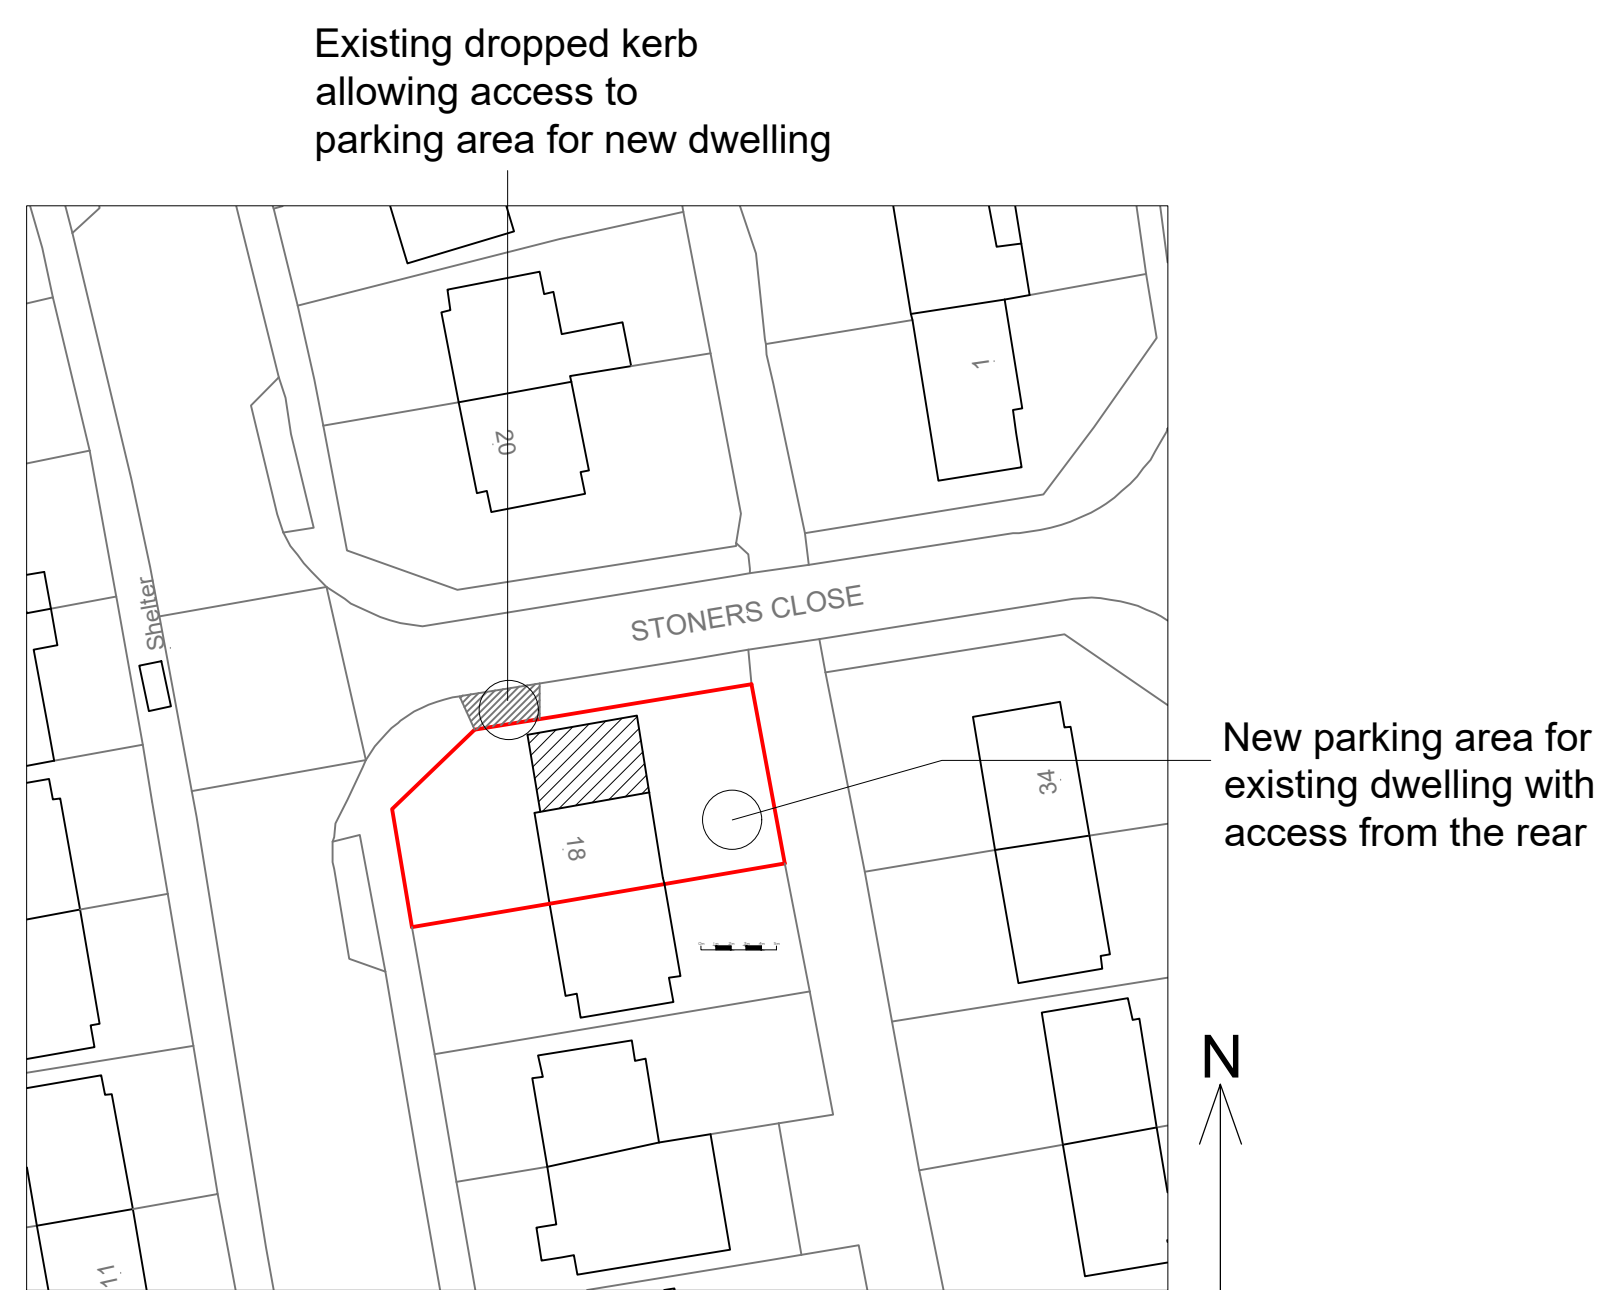 Existing dropped kerb
allowing access to
parking area for new dwelling
1
20
Shelter
STONERS CLOSE
New parking area for
existing dwelling with
access from the rear
34
18
N
11